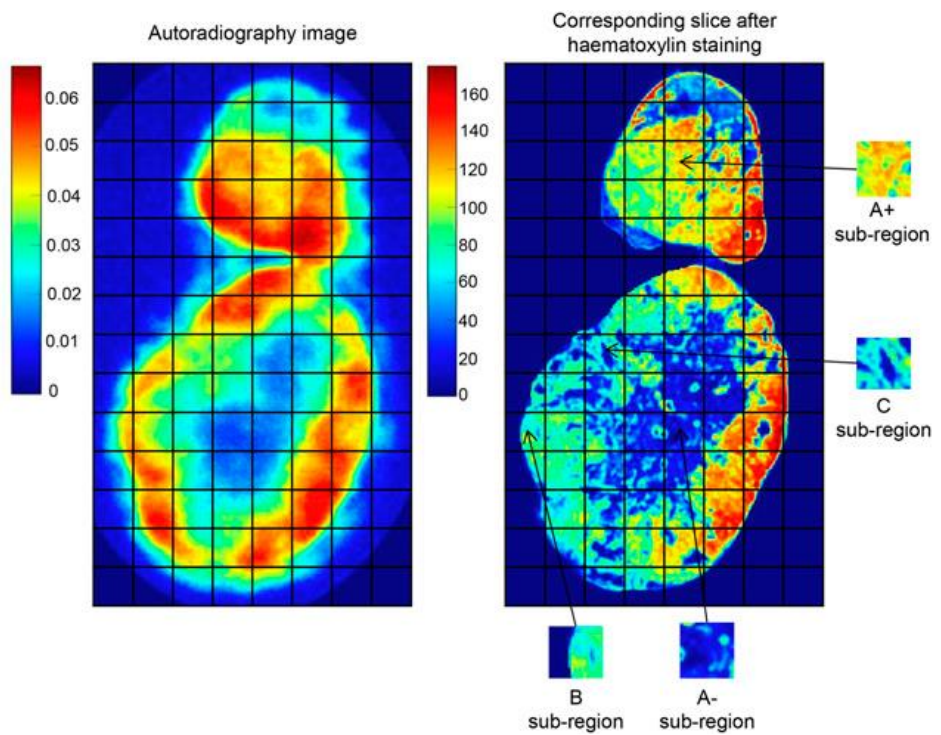 Autoradiography image
Corresponding slice after
haematoxylin staining
0.06
0.05
0.04
0.03
0.02
0.01
0
160
140
120
100
80
60
40
20
0
A+
sub-region
C
sub-region
B
sub-region
A-
sub-region